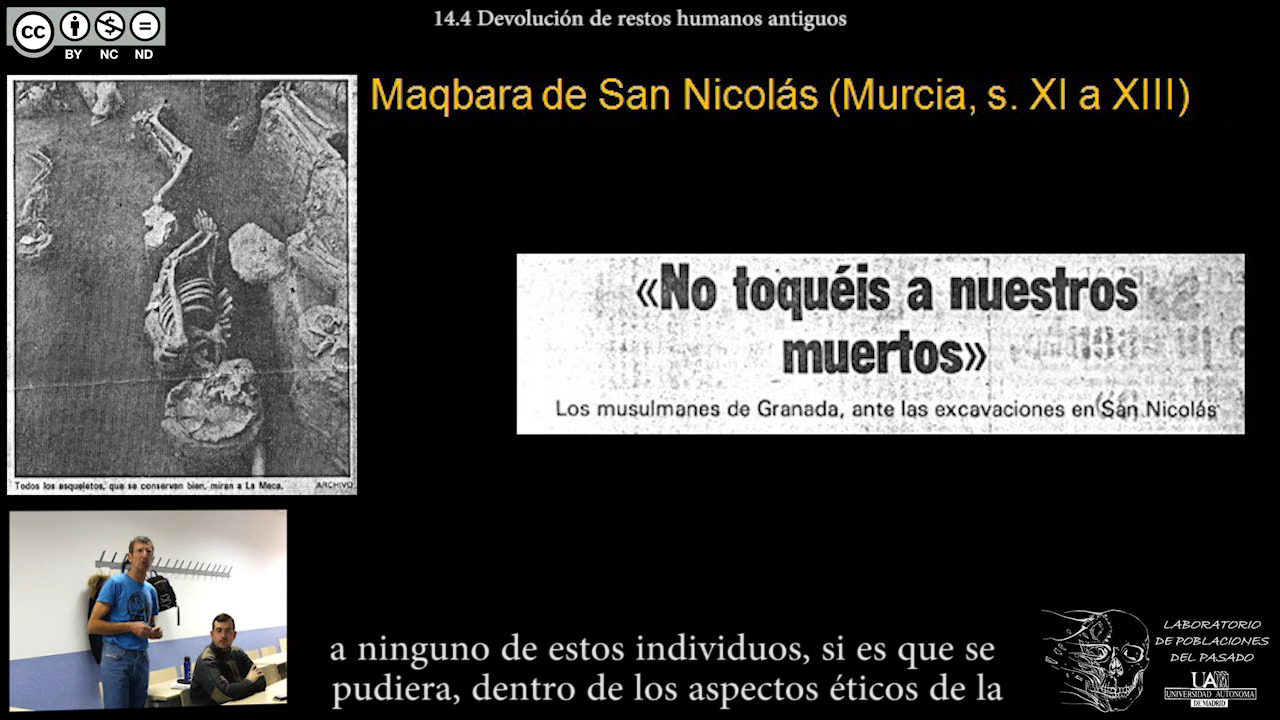 14.4 Devolución de restos humanos antiguos
CC
BY NC ND
Maqbara de San Nicolás (Murcia, s. XI a XIII)
«No toquéis a nuestros
muertos»
Los musulmanes de Granada, ante las excavaciones en San Nicolás
Todos los esqueletos, que se conservan bien, miran a La Meca. ARCHIVO
a ninguno de estos individuos, si es que se
pudiera, dentro de los aspectos éticos de la
LABORATORIO
DE POBLACIONES
DEL PASADO
UAM
UNIVERSIDAD AUTONOMA
DE MADRID